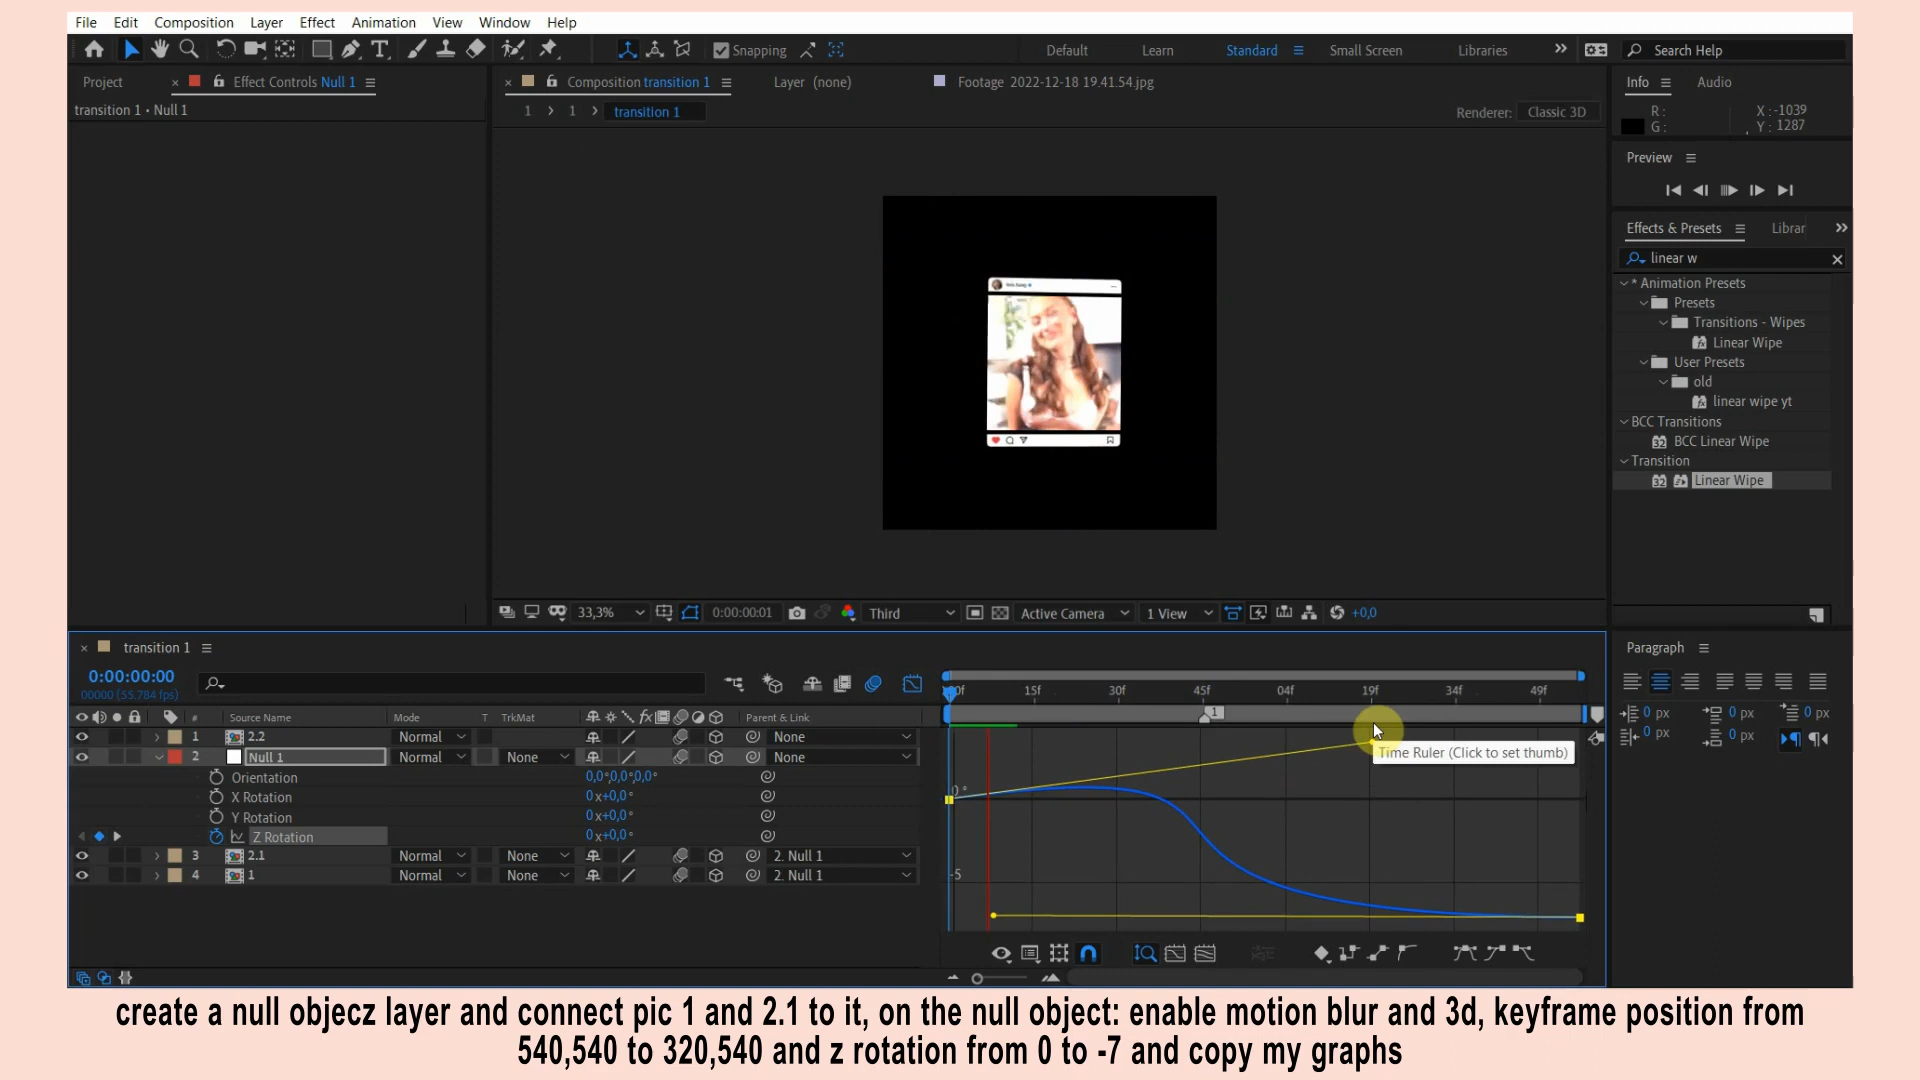 File Edit Composition Layer Effect Animation View Window Help
Snapping Default Learn Standard Small Screen Libraries Search Help
Project Effect Controls Null 1 Composition transition 1 Layer (none) Footage 2022-12-18 19.41.54.jpg Info Audio
transition 1 • Null 1
1 1 transition 1 Renderer: Classic 3D
R: X: -1039
G: Y: 1287
Preview
Effects & Presets Librar
linear w
* Animation Presets
Presets
Transitions - Wipes
Linear Wipe
User Presets
old
linear wipe yt
BCC Transitions
32 BCC Linear Wipe
Transition
32 Linear Wipe
33,3% 0:00:00:01 Third Active Camera 1 View +0,0
transition 1 Paragraph
0:00:00:00
00000 (55.784 fps)
15f 30f 45f 04f 19f 34f 49f
# Source Name Mode T TrkMat Parent & Link 1
0 px 0 px 0 px
0 px 0 px
1 2.2 Normal None
2 Null 1 Normal None None
Time Ruler (Click to set thumb)
Orientation 0,0°,0,0°,0,0°
X Rotation 0 x+0,0°
Y Rotation 0 x+0,0°
Z Rotation 0 x+0,0°
0°
-5
3 2.1 Normal None 2. Null 1
4 1 Normal None 2. Null 1
create a null objecz layer and connect pic 1 and 2.1 to it, on the null object: enable motion blur and 3d, keyframe position from
540,540 to 320,540 and z rotation from 0 to -7 and copy my graphs